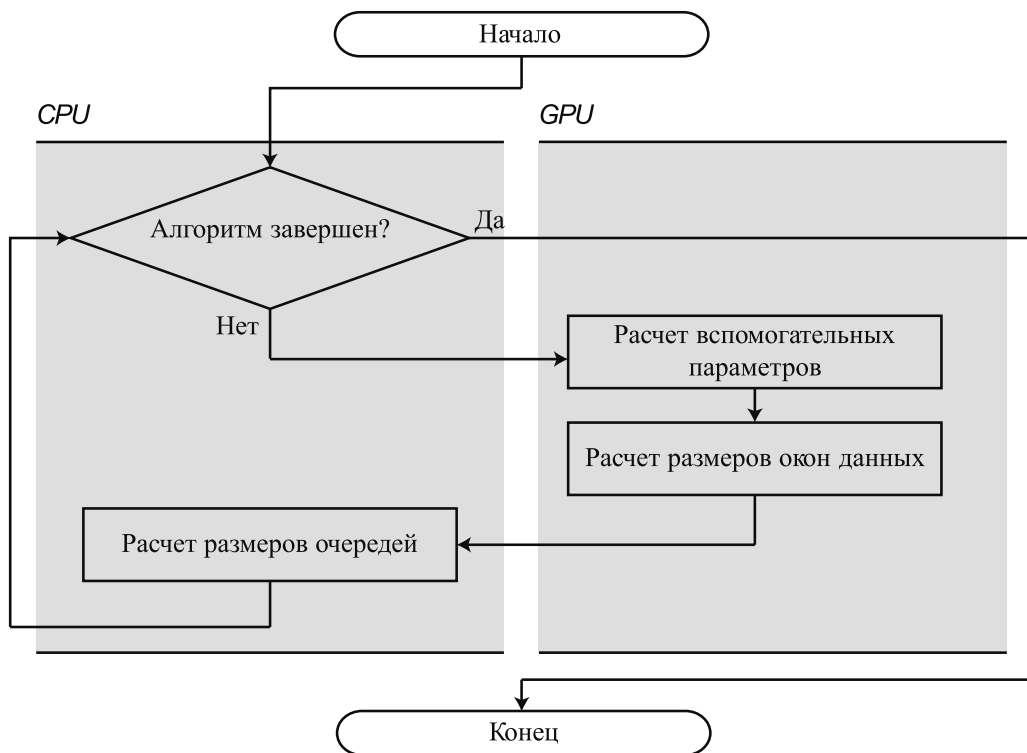 Начало
CPU
GPU
Алгоритм завершен?
Да
Нет
Расчет вспомогательных
параметров
Расчет размеров окон данных
Расчет размеров очередей
Конец